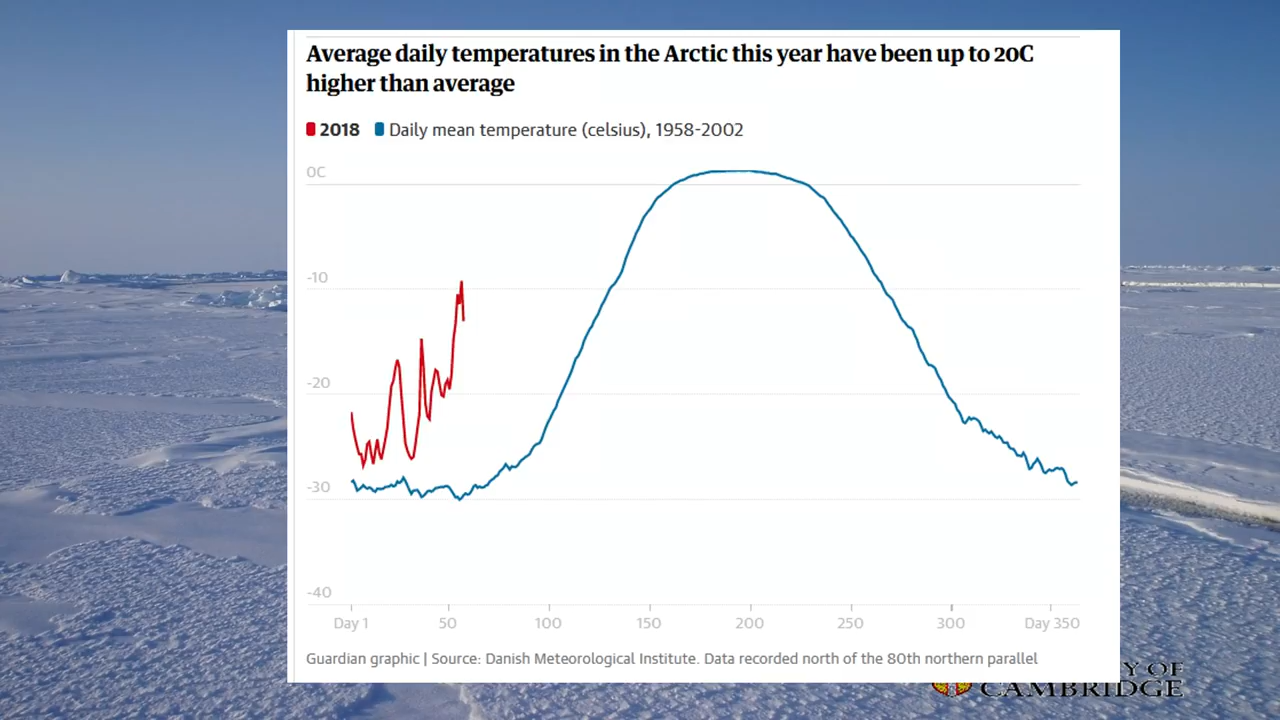 Average daily temperatures in the Arctic this year have been up to 20C
higher than average
2018 Daily mean temperature (celsius), 1958-2002
0C
-10
-20
-30
-40
Day 1 50 100 150 200 250 300 Day 350
Guardian graphic | Source: Danish Meteorological Institute. Data recorded north of the 80th northern parallel
Y OF
CAMBRIDGE